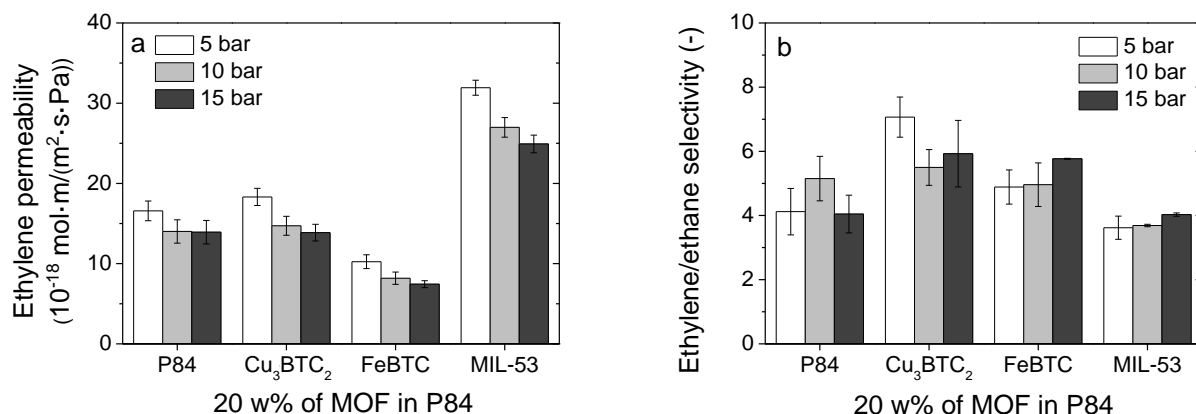 a
5 bar
10 bar
15 bar
Ethylene permeability
(10⁻¹⁸ mol·m/(m²·s·Pa))
40
30
20
10
0
P84 Cu₃BTC₂ FeBTC MIL-53
20 w% of MOF in P84
b
5 bar
10 bar
15 bar
Ethylene/ethane selectivity (-)
10
8
6
4
2
0
P84 Cu₃BTC₂ FeBTC MIL-53
20 w% of MOF in P84